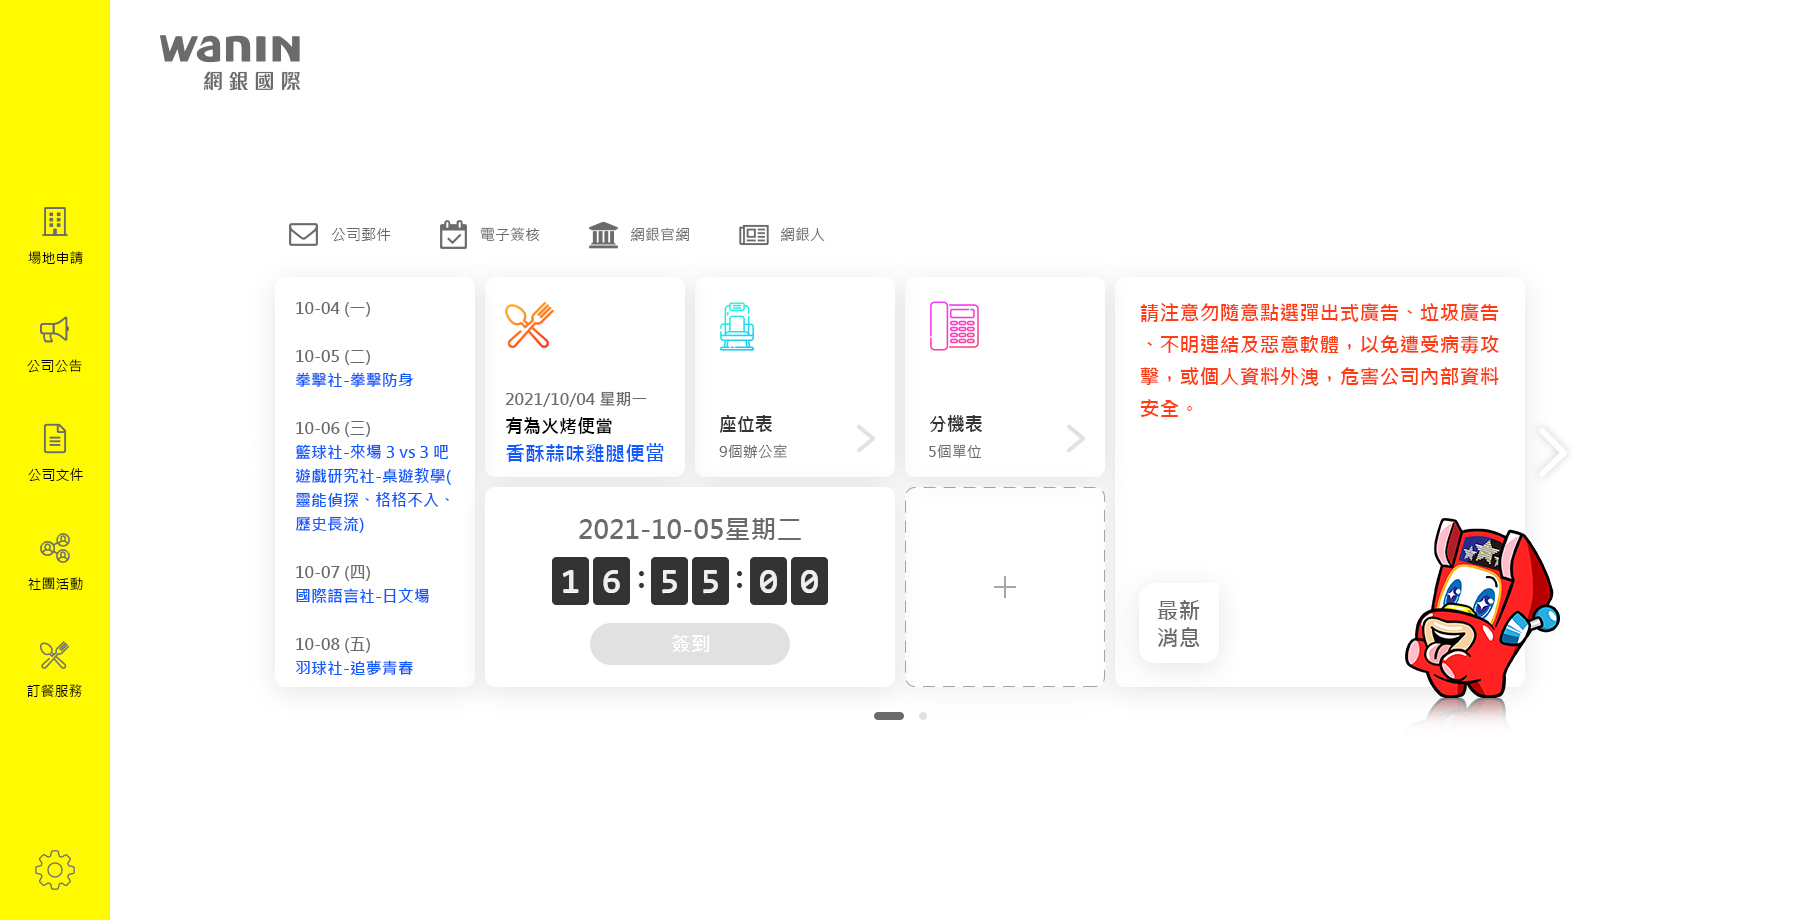 wanin
網銀國際
場地申請
公司公告
公司文件
社團活動
訂餐服務
公司郵件
電子簽核
網銀官網
網銀人
10-04 (一)
10-05 (二)
拳擊社-拳擊防身
10-06 (三)
籃球社-來場 3 vs 3 吧
遊戲研究社-桌遊教學(
靈能偵探、格格不入、
歷史長流)
10-07 (四)
國際語言社-日文場
10-08 (五)
羽球社-追夢青春
2021/10/04 星期一
有為火烤便當
香酥蒜味雞腿便當
座位表
9個辦公室
分機表
5個單位
2021-10-05星期二
16:55:00
簽到
請注意勿隨意點選彈出式廣告、垃圾廣告
、不明連結及惡意軟體，以免遭受病毒攻
擊，或個人資料外洩，危害公司內部資料
安全。
最新
消息